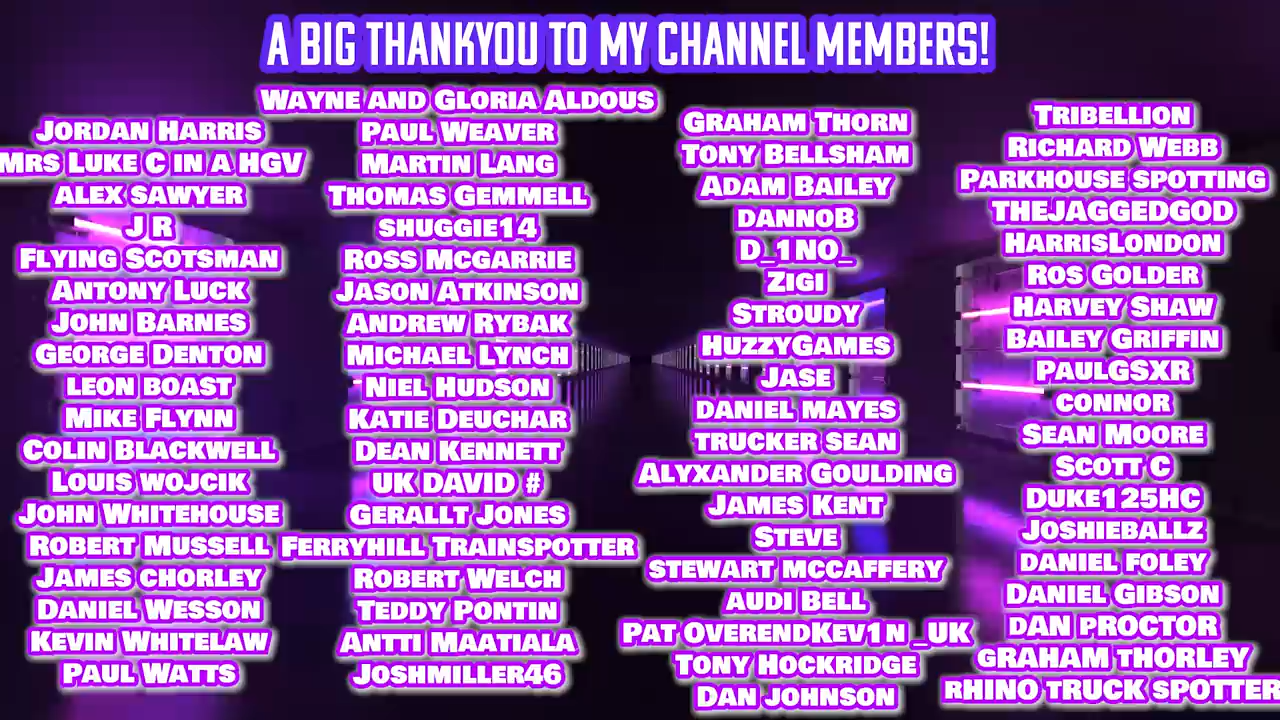 A BIG THANKYOU TO MY CHANNEL MEMBERS!
Jordan Harris
Mrs Luke C in a HGV
alex sawyer
J R
Flying Scotsman
Antony Luck
John Barnes
George Denton
leon boast
Mike Flynn
Colin Blackwell
Louis wojcik
John Whitehouse
Robert Mussell
James chorley
Daniel Wesson
Kevin Whitelaw
Paul Watts
Wayne and Gloria Aldous
Paul Weaver
Martin Lang
Thomas Gemmell
shuggie14
Ross McGarrie
Jason Atkinson
Andrew Rybak
Michael Lynch
Niel Hudson
Katie Deuchar
Dean Kennett
UK DAVID #
Gerallt Jones
Ferryhill Trainspotter
Robert Welch
Teddy Pontin
Antti Maatiala
Joshmiller46
Graham Thorn
Tony Bellsham
Adam Bailey
dannoB
D_1NO_
Zigi
Stroudy
HuzzyGames
Jase
daniel mayes
trucker sean
Alyxander Goulding
James Kent
Steve
stewart mccaffery
audi Bell
Pat OverendKev1n _UK
Tony Hockridge
Dan johnson
Tribellion
Richard Webb
Parkhouse spotting
THEJAGGEDGOD
HarrisLondon
Ros Golder
Harvey Shaw
Bailey Griffin
PAULGSXR
connor
Sean Moore
Scott C
Duke125HC
Joshieballz
daniel foley
Daniel Gibson
dan proctor
gRAHAM tHORLEY
rHINO tRUCK sPOTTER